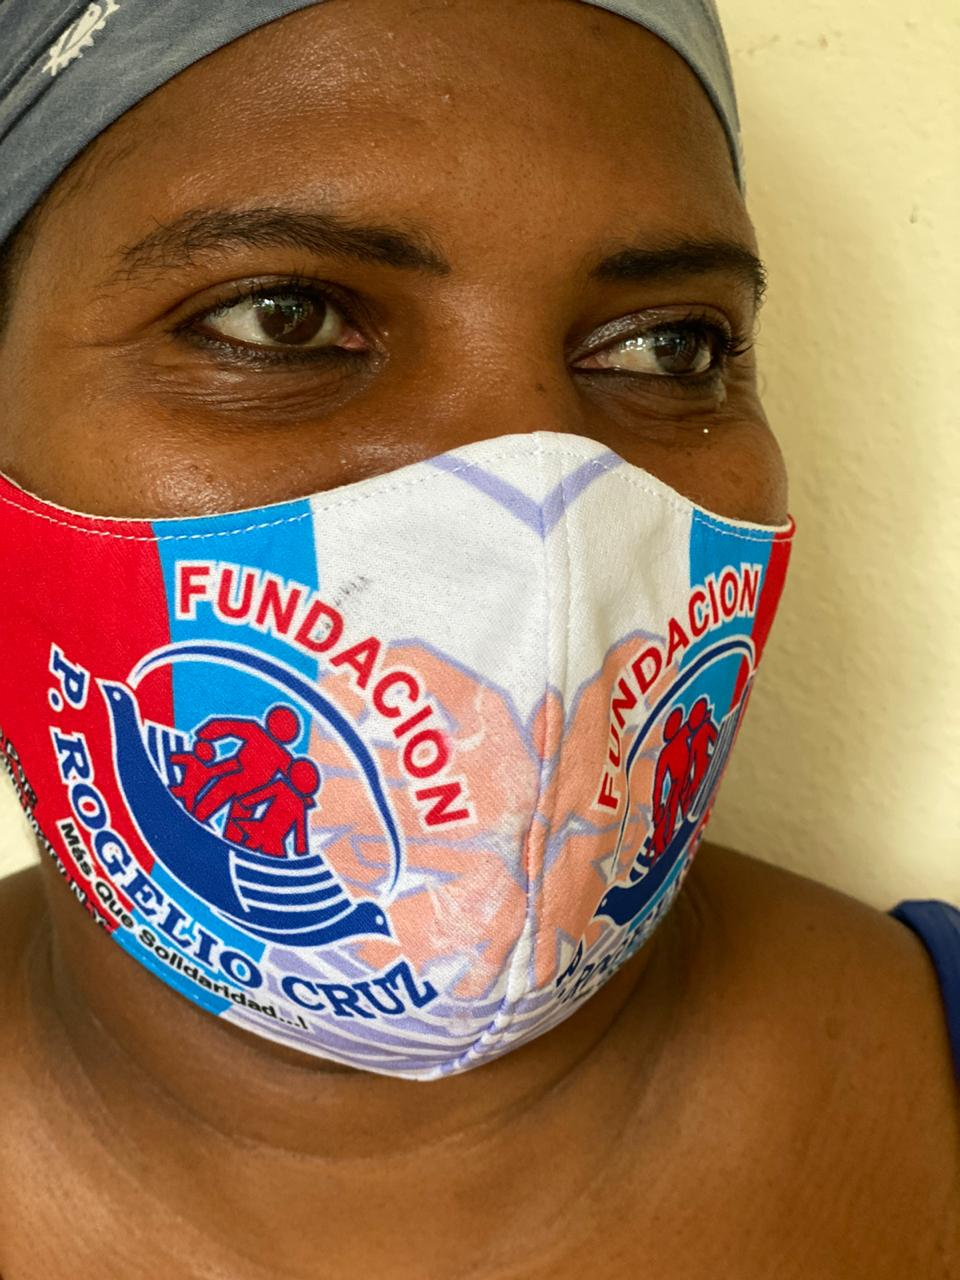 FUNDACION
P. ROGELIO CRUZ
Más Que Solidaridad...!
FUNDACION